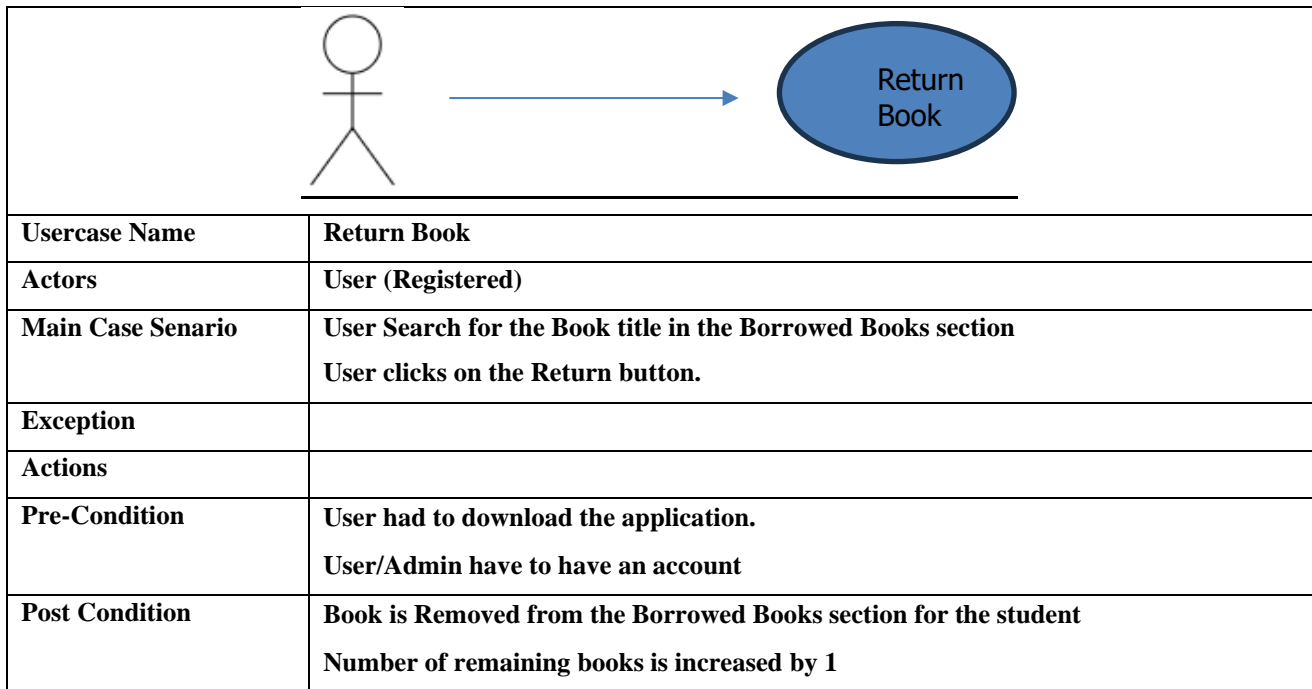 Return
Book
Usercase Name
Return Book
Actors
User (Registered)
Main Case Senario
User Search for the Book title in the Borrowed Books section
User clicks on the Return button.
Exception
Actions
Pre-Condition
User had to download the application.
User/Admin have to have an account
Post Condition
Book is Removed from the Borrowed Books section for the student
Number of remaining books is increased by 1